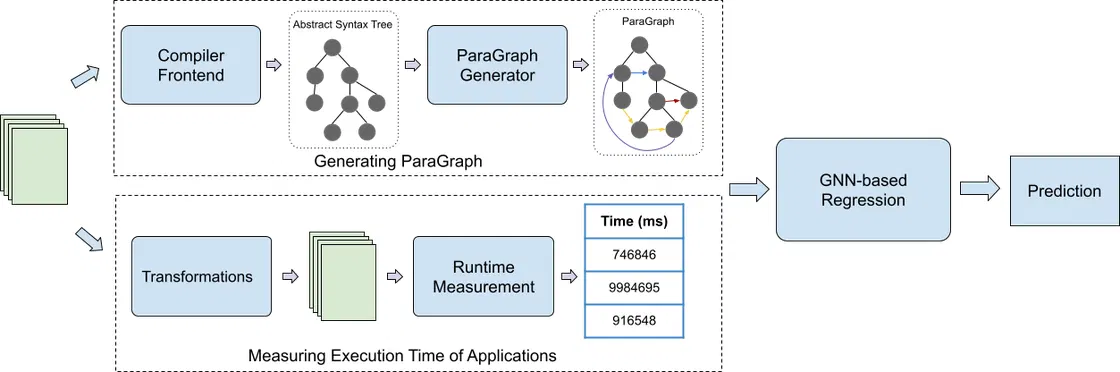 Compiler
Frontend
Abstract Syntax Tree
ParaGraph
Generator
ParaGraph
Generating ParaGraph
Transformations
Runtime
Measurement
Time (ms)
746846
9984695
916548
Measuring Execution Time of Applications
GNN-based
Regression
Prediction